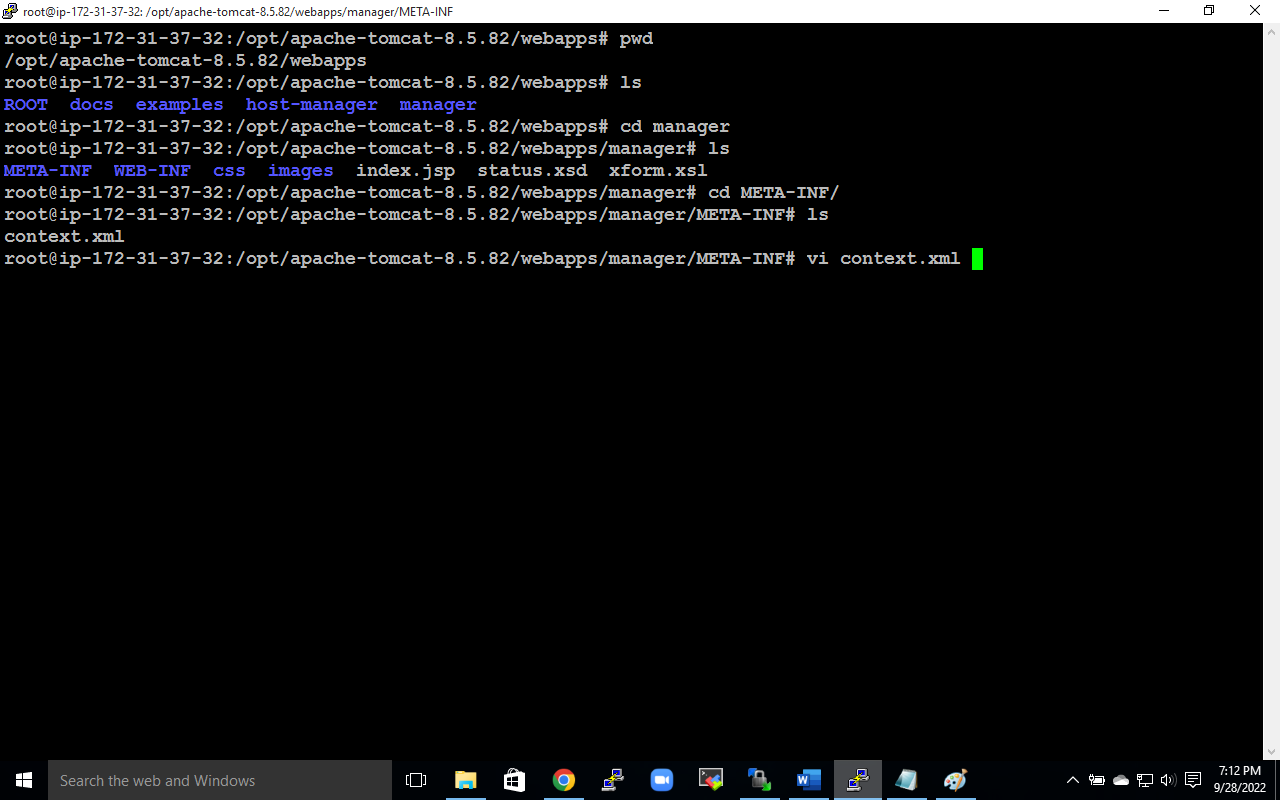 root@ip-172-31-37-32: /opt/apache-tomcat-8.5.82/webapps/manager/META-INF
root@ip-172-31-37-32:/opt/apache-tomcat-8.5.82/webapps# pwd
/opt/apache-tomcat-8.5.82/webapps
root@ip-172-31-37-32:/opt/apache-tomcat-8.5.82/webapps# ls
ROOT  docs  examples  host-manager  manager
root@ip-172-31-37-32:/opt/apache-tomcat-8.5.82/webapps# cd manager
root@ip-172-31-37-32:/opt/apache-tomcat-8.5.82/webapps/manager# ls
META-INF  WEB-INF  css  images  index.jsp  status.xsd  xform.xsl
root@ip-172-31-37-32:/opt/apache-tomcat-8.5.82/webapps/manager# cd META-INF/
root@ip-172-31-37-32:/opt/apache-tomcat-8.5.82/webapps/manager/META-INF# ls
context.xml
root@ip-172-31-37-32:/opt/apache-tomcat-8.5.82/webapps/manager/META-INF# vi context.xml
Search the web and Windows
7:12 PM
9/28/2022